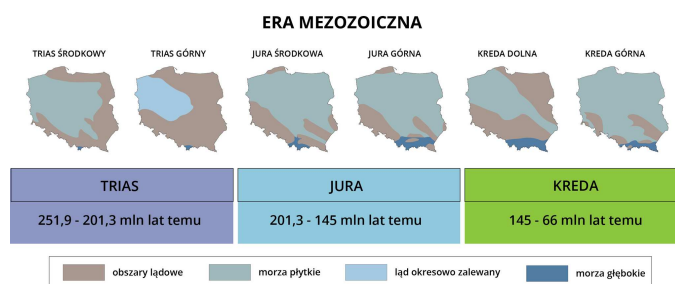 ERA MEZOZOICZNA
TRIAS ŚRODKOWY
TRIAS GÓRNY
JURA ŚRODKOWA
JURA GÓRNA
KREDA DOLNA
KREDA GÓRNA
TRIAS
JURA
KREDA
251,9 - 201,3 mln lat temu
201,3 - 145 mln lat temu
145 - 66 mln lat temu
obszary lądowe
morza płytkie
ląd okresowo zalewany
morza głębokie